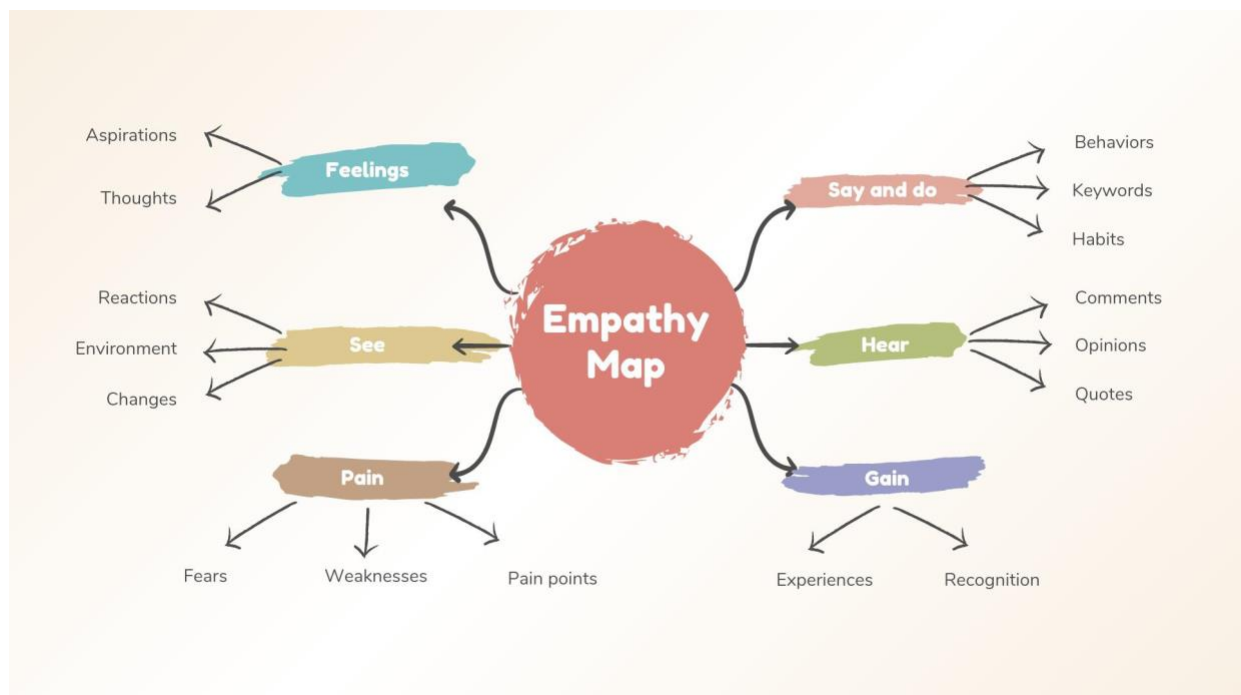 Empathy
Map
Feelings
Aspirations
Thoughts
See
Reactions
Environment
Changes
Pain
Fears
Weaknesses
Pain points
Say and do
Behaviors
Keywords
Habits
Hear
Comments
Opinions
Quotes
Gain
Experiences
Recognition